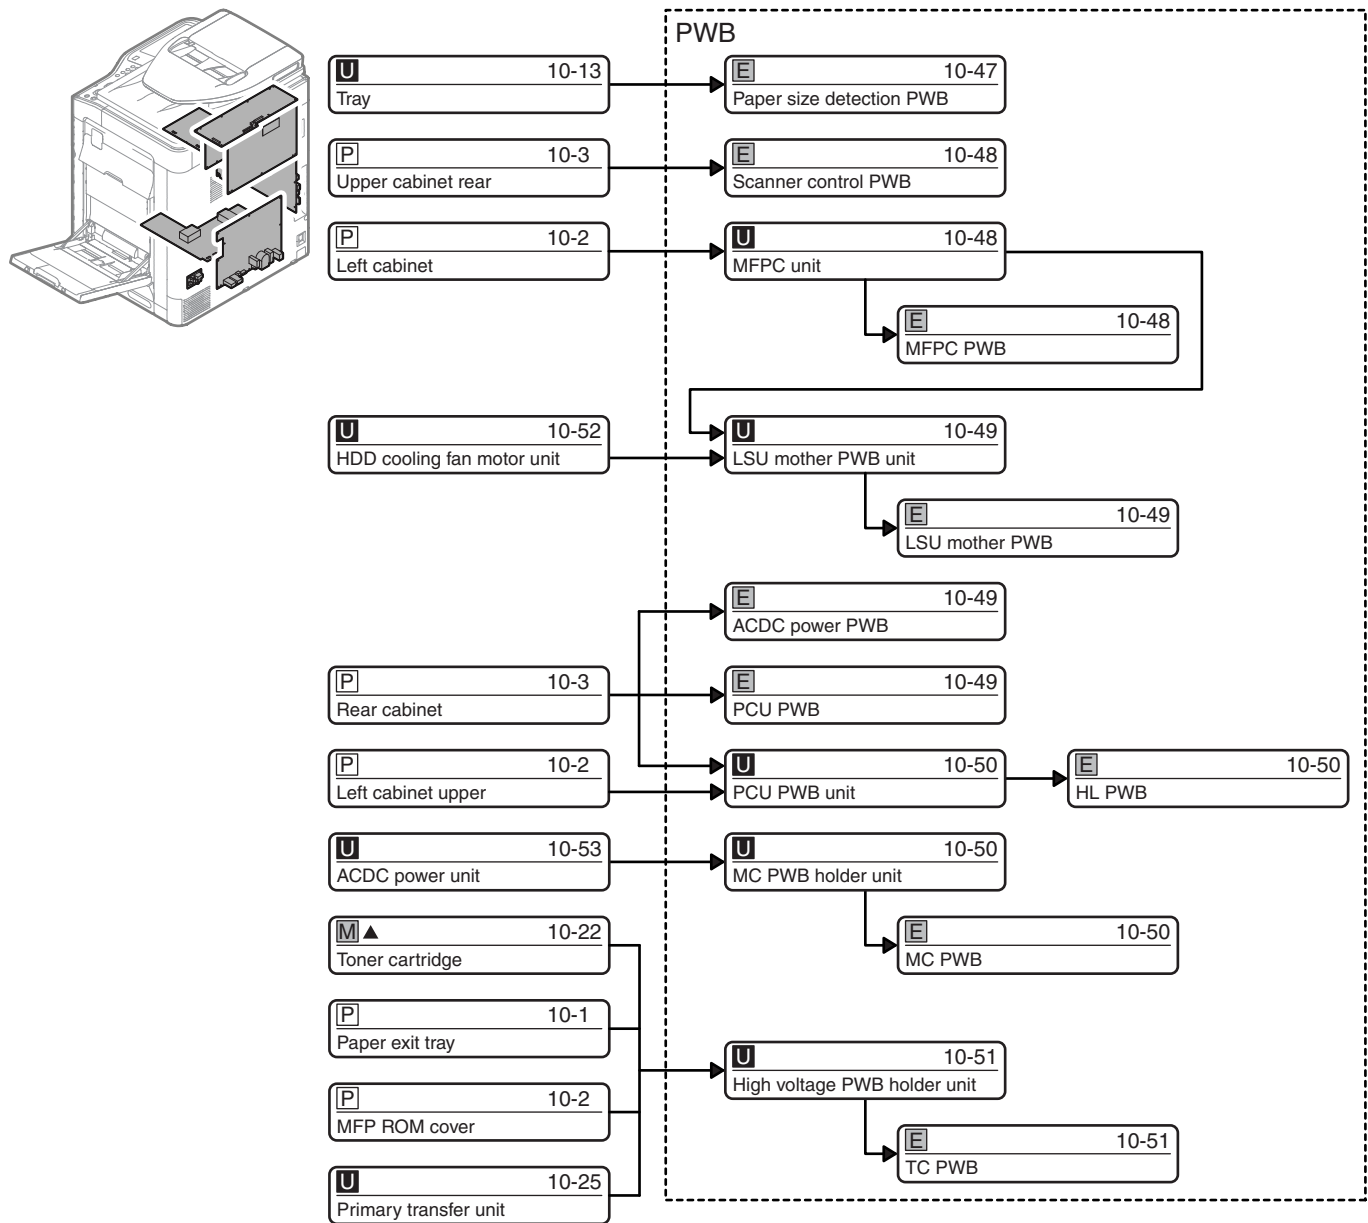 PWB
U 10-13
Tray
E 10-47
Paper size detection PWB
P 10-3
Upper cabinet rear
E 10-48
Scanner control PWB
P 10-2
Left cabinet
U 10-48
MFPC unit
E 10-48
MFPC PWB
U 10-52
HDD cooling fan motor unit
U 10-49
LSU mother PWB unit
E 10-49
LSU mother PWB
E 10-49
ACDC power PWB
P 10-3
Rear cabinet
E 10-49
PCU PWB
P 10-2
Left cabinet upper
U 10-50
PCU PWB unit
E 10-50
HL PWB
U 10-53
ACDC power unit
U 10-50
MC PWB holder unit
M ▲ 10-22
Toner cartridge
E 10-50
MC PWB
P 10-1
Paper exit tray
U 10-51
High voltage PWB holder unit
P 10-2
MFP ROM cover
E 10-51
TC PWB
U 10-25
Primary transfer unit